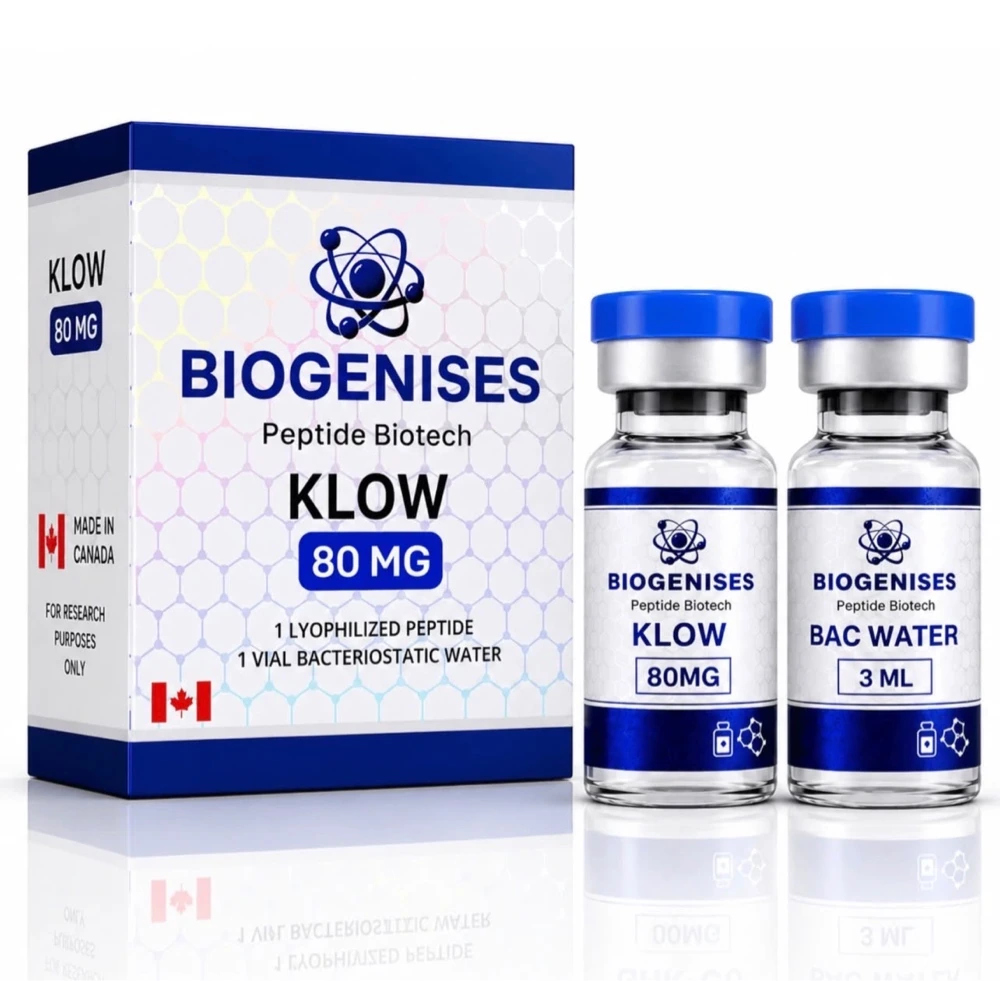 KLOW
80 MG
MADE IN
CANADA
FOR RESEARCH
PURPOSES
ONLY
BIOGENISES
Peptide Biotech
KLOW
80 MG
1 LYOPHILIZED PEPTIDE
1 VIAL BACTERIOSTATIC WATER
BIOGENISES
Peptide Biotech
KLOW
80MG
BIOGENISES
Peptide Biotech
BAC WATER
3 ML